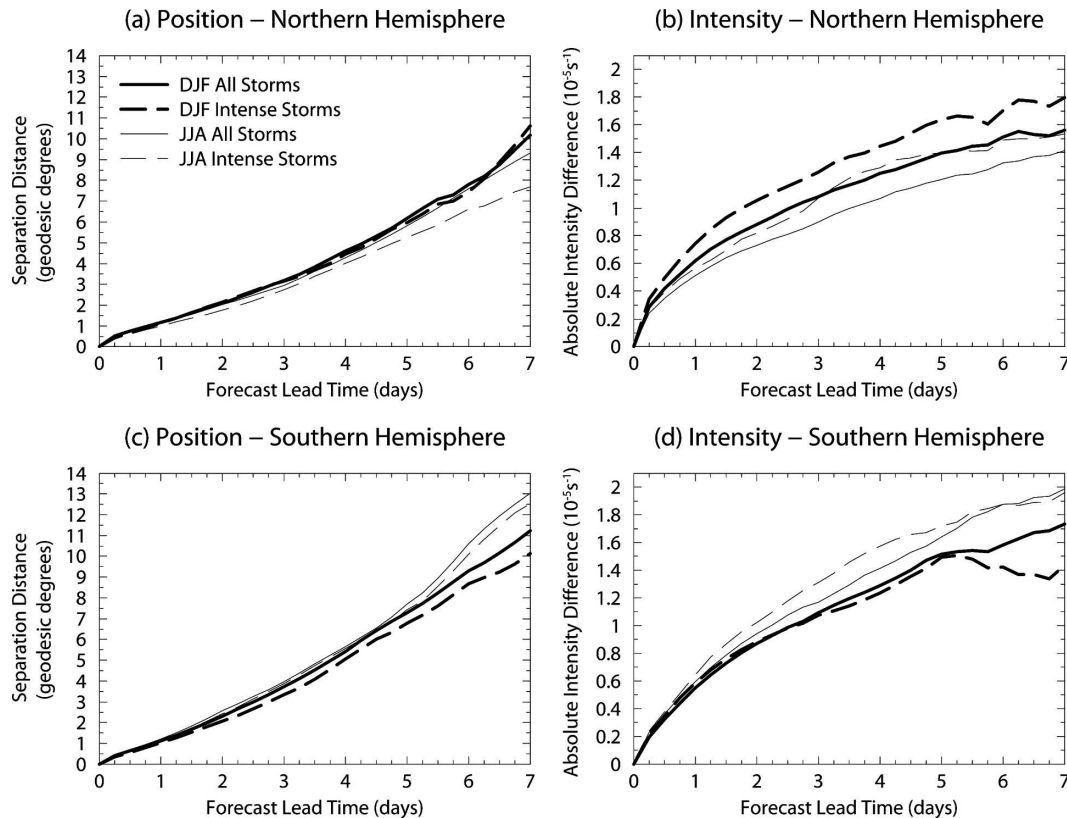 (a) Position – Northern Hemisphere
Separation Distance
(geodesic degrees)
14
13
12
11
10
9
8
7
6
5
4
3
2
1
0
DJF All Storms
DJF Intense Storms
JJA All Storms
JJA Intense Storms
0 1 2 3 4 5 6 7
Forecast Lead Time (days)
(b) Intensity – Northern Hemisphere
Absolute Intensity Difference (10⁻⁵s⁻¹)
2
1.8
1.6
1.4
1.2
1
0.8
0.6
0.4
0.2
0
0 1 2 3 4 5 6 7
Forecast Lead Time (days)
(c) Position – Southern Hemisphere
Separation Distance
(geodesic degrees)
14
13
12
11
10
9
8
7
6
5
4
3
2
1
0
0 1 2 3 4 5 6 7
Forecast Lead Time (days)
(d) Intensity – Southern Hemisphere
Absolute Intensity Difference (10⁻⁵s⁻¹)
2
1.8
1.6
1.4
1.2
1
0.8
0.6
0.4
0.2
0
0 1 2 3 4 5 6 7
Forecast Lead Time (days)